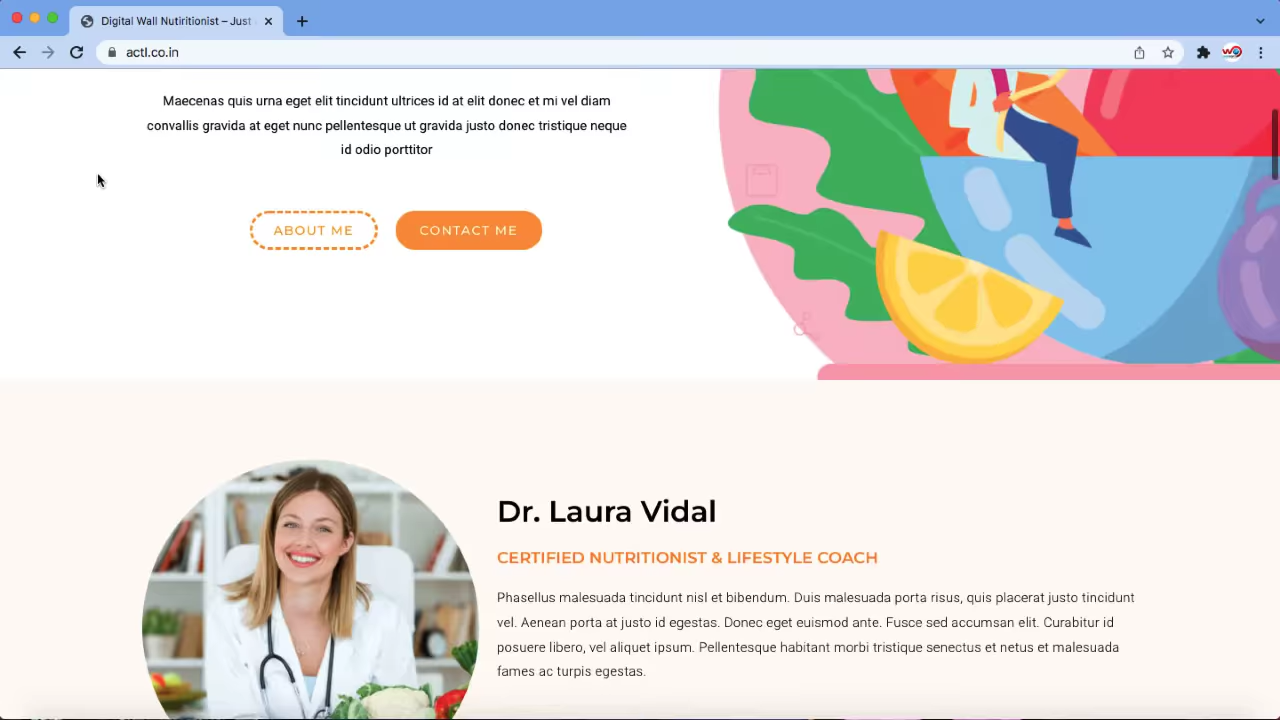 Digital Wall Nutiritionist – Just
actl.co.in
Maecenas quis urna eget elit tincidunt ultrices id at elit donec et mi vel diam
convallis gravida at eget nunc pellentesque ut gravida justo donec tristique neque
id odio porttitor
ABOUT ME
CONTACT ME
Dr. Laura Vidal
CERTIFIED NUTRITIONIST & LIFESTYLE COACH
Phasellus malesuada tincidunt nisl et bibendum. Duis malesuada porta risus, quis placerat justo tincidunt
vel. Aenean porta at justo id egestas. Donec eget euismod ante. Fusce sed accumsan elit. Curabitur id
posuere libero, vel aliquet ipsum. Pellentesque habitant morbi tristique senectus et netus et malesuada
fames ac turpis egestas.